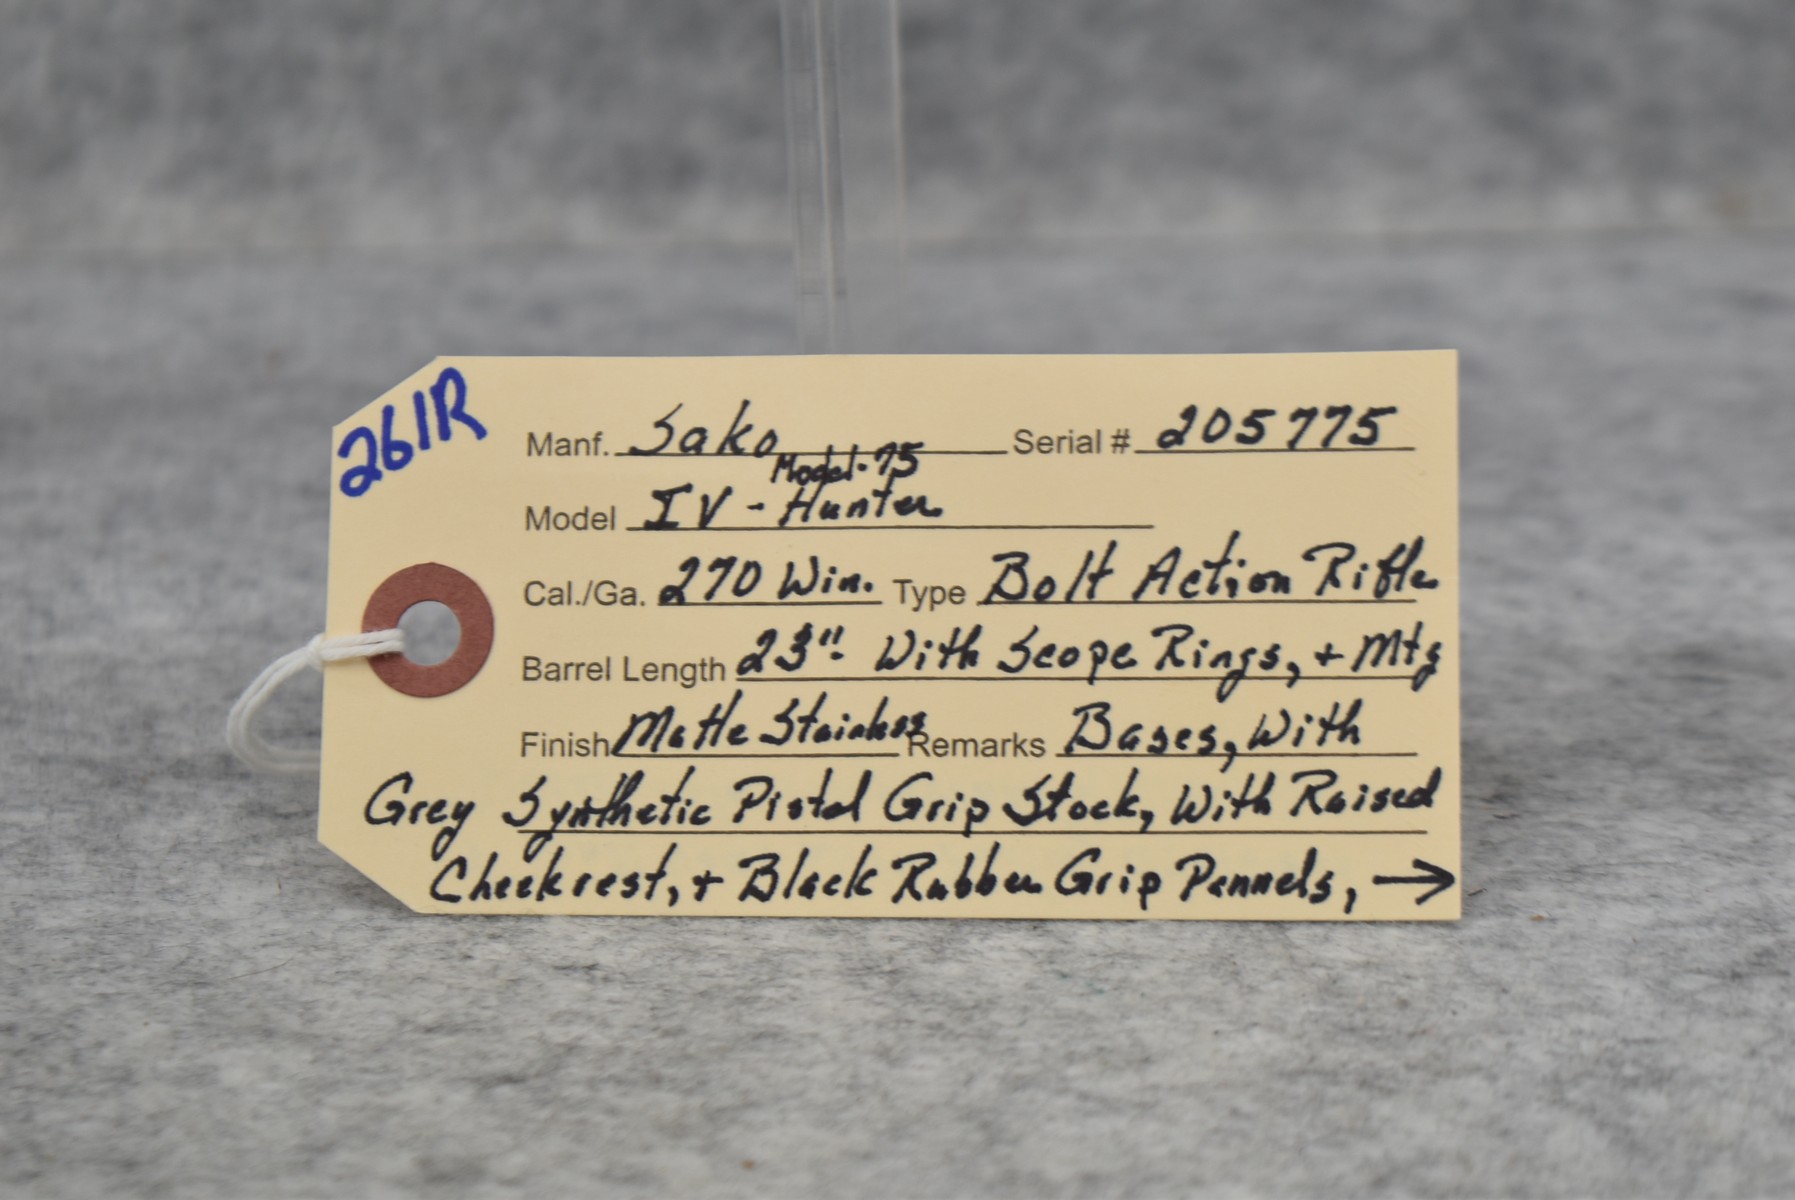 261R
Manf. Sako Serial # 205775
Model-75
Model IV - Hunter
Cal./Ga. 270 Win. Type Bolt Action Rifle
Barrel Length 23". With Scope Rings, + Mtg
Finish Matte Stainless Remarks Bases, With
Grey Synthetic Pistol Grip Stock, With Raised
Cheekrest, + Black Rubber Grip Pannels, →